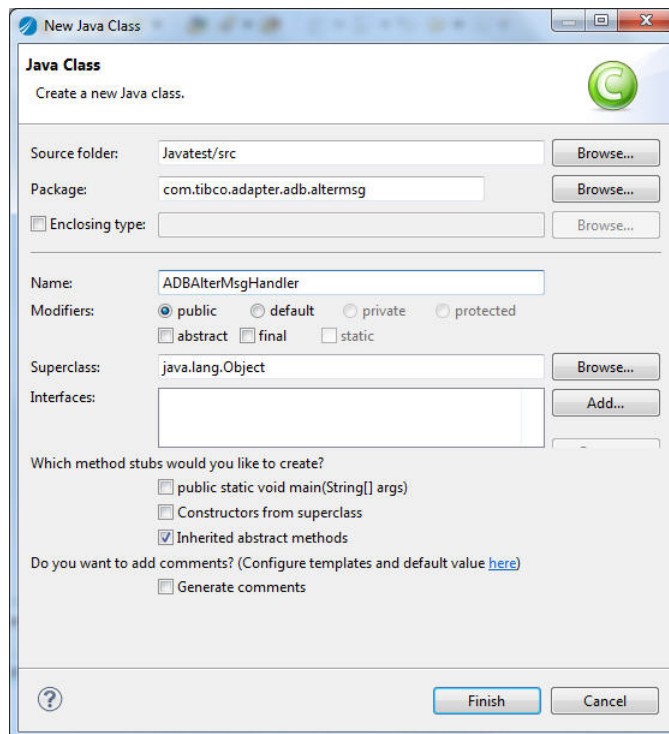 New Java Class
Java Class
Create a new Java class.
Source folder: Javatest/src Browse...
Package: com.tibco.adapter.adb.altermsg Browse...
Enclosing type: Browse...
Name: ADBAlterMsgHandler
Modifiers: public default private protected
abstract final static
Superclass: java.lang.Object Browse...
Interfaces: Add...
Which method stubs would you like to create?
public static void main(String[] args)
Constructors from superclass
Inherited abstract methods
Do you want to add comments? (Configure templates and default value here)
Generate comments
Finish Cancel